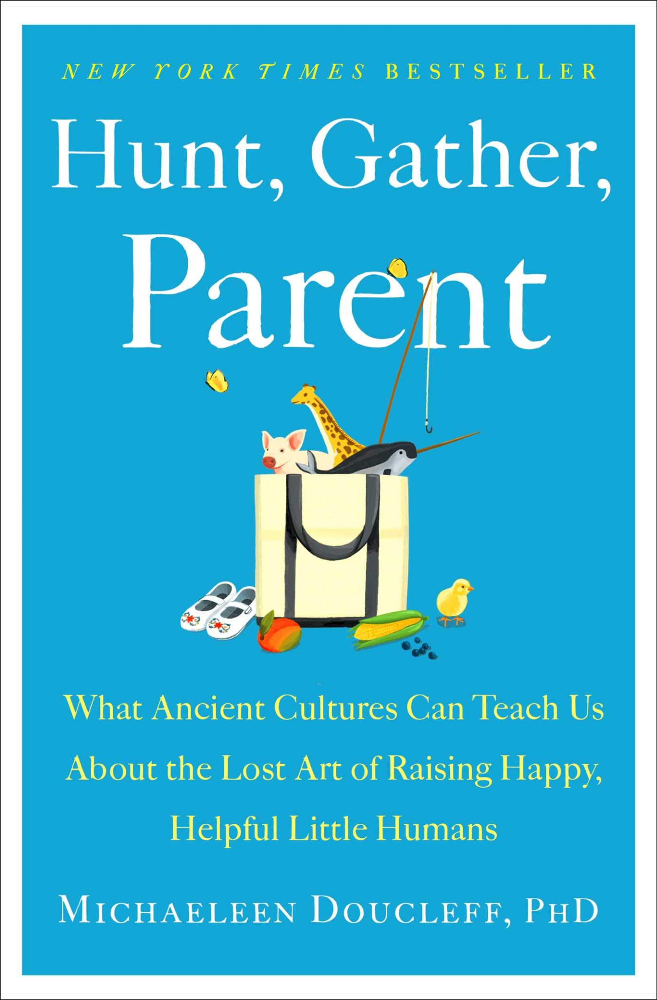 NEW YORK TIMES BESTSELLER
Hunt, Gather,
Parent
What Ancient Cultures Can Teach Us
About the Lost Art of Raising Happy,
Helpful Little Humans
MICHAELEEN DOUCLEFF, PHD